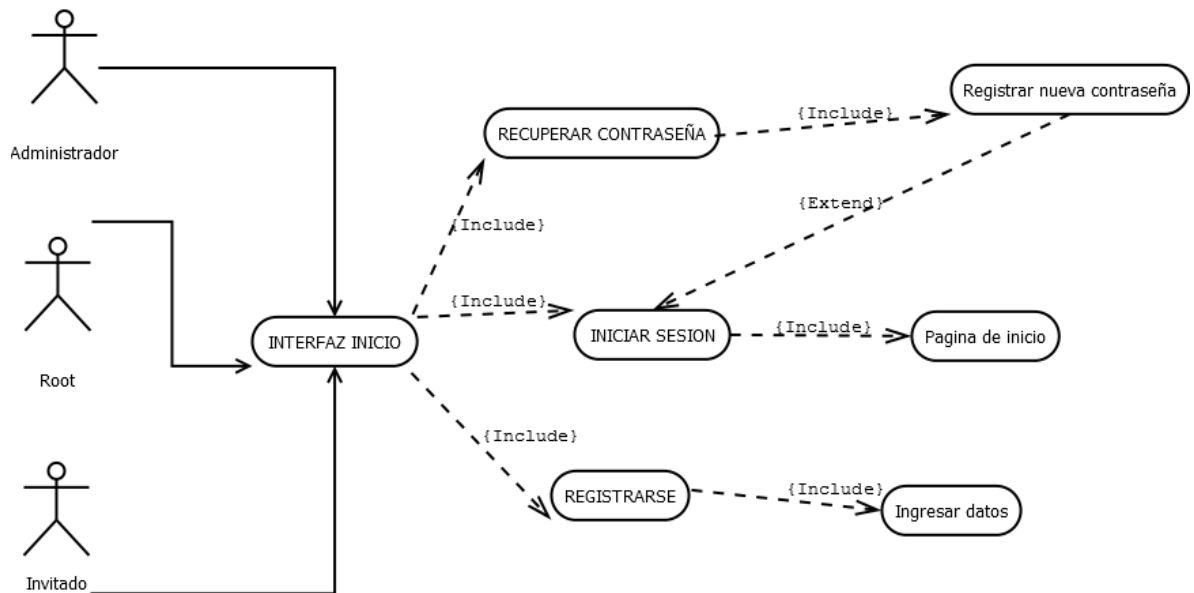 Administrador
Root
Invitado
INTERFAZ INICIO
{Include}
RECUPERAR CONTRASEÑA
{Include}
Registrar nueva contraseña
{Extend}
{Include}
INICIAR SESION
{Include}
Pagina de inicio
{Include}
REGISTRARSE
{Include}
Ingresar datos